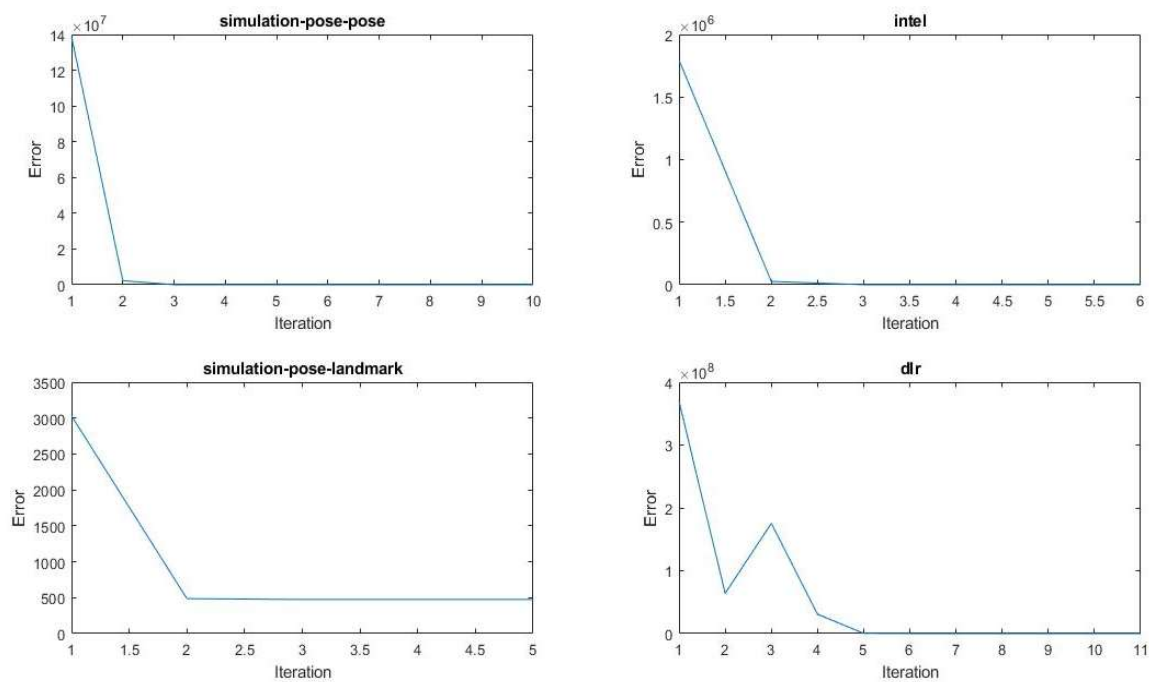 simulation-pose-pose
×10^7
14
12
10
8
6
4
2
0
Error
1 2 3 4 5 6 7 8 9 10
Iteration
intel
×10^6
2
1.5
1
0.5
0
Error
1 1.5 2 2.5 3 3.5 4 4.5 5 5.5 6
Iteration
simulation-pose-landmark
3500
3000
2500
2000
1500
1000
500
0
Error
1 1.5 2 2.5 3 3.5 4 4.5 5
Iteration
dlr
×10^8
4
3
2
1
0
Error
1 2 3 4 5 6 7 8 9 10 11
Iteration